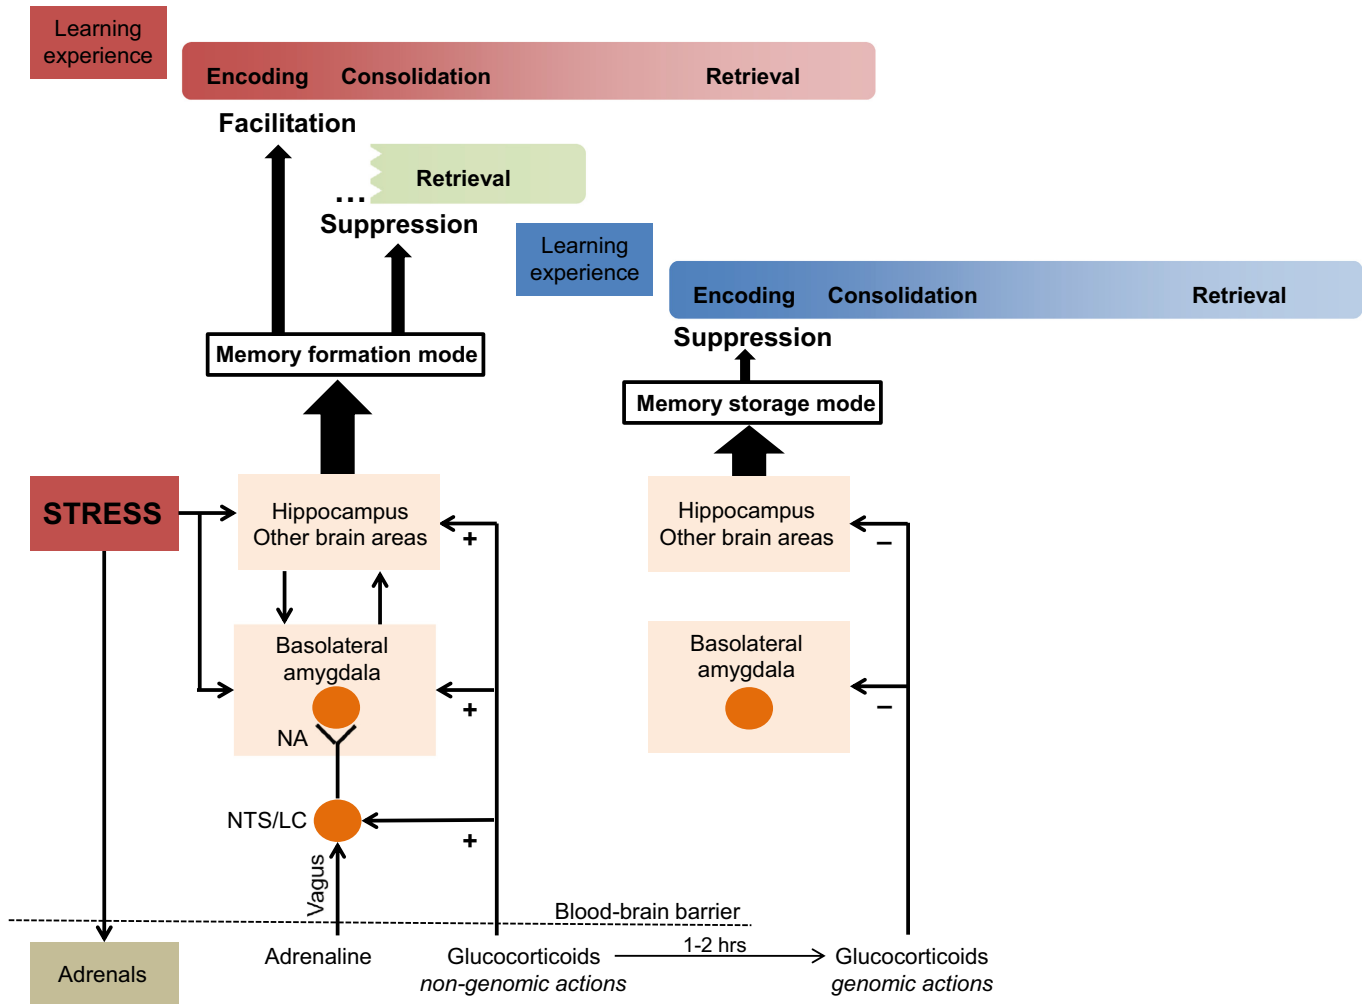 Learning
experience
Encoding Consolidation Retrieval
Facilitation
Retrieval
...
Suppression
Learning
experience
Encoding Consolidation Retrieval
Suppression
Memory formation mode
Memory storage mode
STRESS
Hippocampus
Other brain areas
+
Hippocampus
Other brain areas
–
Basolateral
amygdala
+
NA
Basolateral
amygdala
–
NTS/LC
+
Vagus
Blood-brain barrier
Adrenals
Adrenaline
Glucocorticoids
non-genomic actions
1-2 hrs
Glucocorticoids
genomic actions